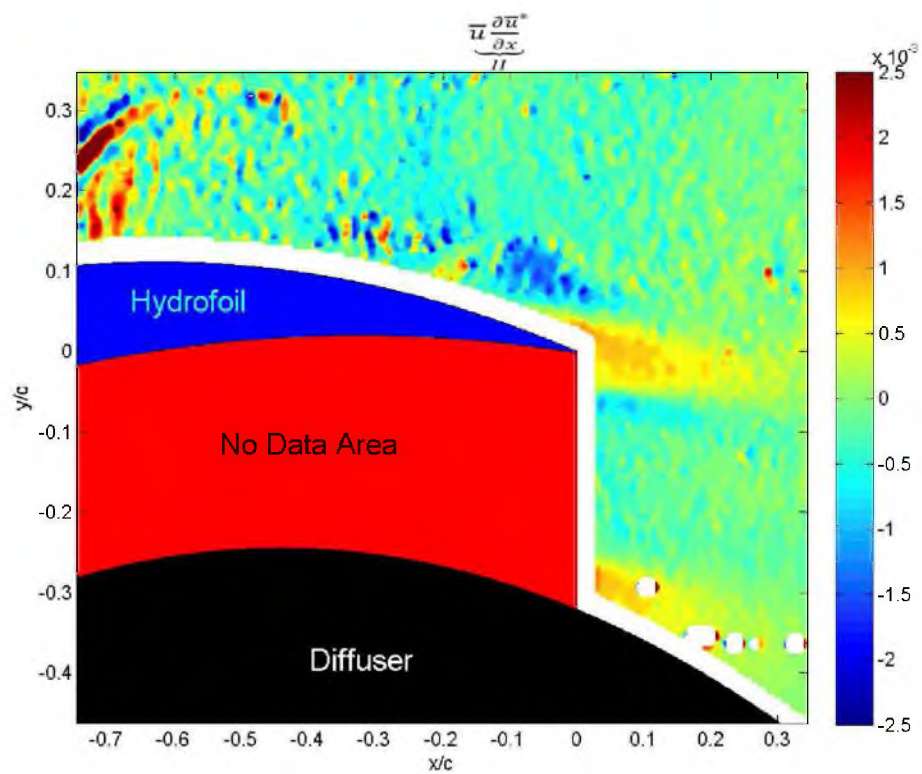 u̅ ∂u̅*/∂x
II
x 10⁻³
2.5
2
1.5
1
0.5
0
-0.5
-1
-1.5
-2
-2.5
0.3
0.2
0.1
0
-0.1
-0.2
-0.3
-0.4
y/c
Hydrofoil
No Data Area
Diffuser
-0.7 -0.6 -0.5 -0.4 -0.3 -0.2 -0.1 0 0.1 0.2 0.3
x/c